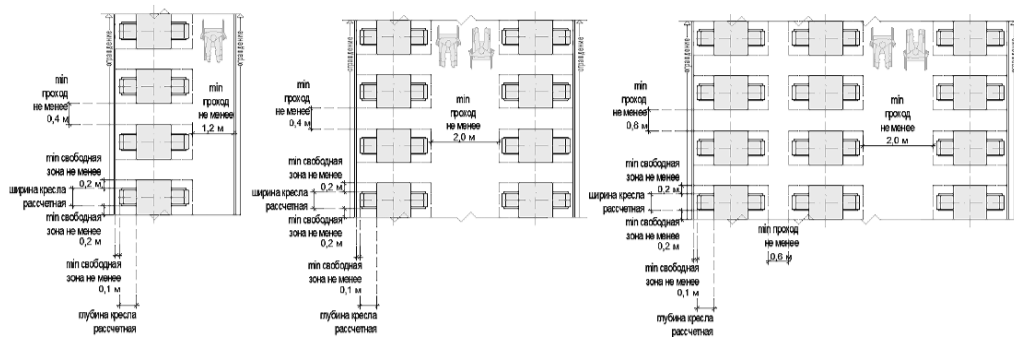 ограждение
ограждение
min
проход
не менее
0,4 м
min
проход
не менее
1,2 м
min свободная
зона не менее
0,2 м
ширина кресла
рассчетная
min свободная
зона не менее
0,2 м
min свободная
зона не менее
0,1 м
глубина кресла
рассчетная
ограждение
ограждение
min
проход
не менее
0,4 м
min
проход
не менее
2,0 м
min свободная
зона не менее
0,2 м
ширина кресла
рассчетная
min свободная
зона не менее
0,2 м
min свободная
зона не менее
0,1 м
глубина кресла
рассчетная
ограждение
ограждение
min
проход
не менее
0,6 м
min
проход
не менее
2,0 м
min свободная
зона не менее
0,2 м
ширина кресла
рассчетная
min свободная
зона не менее
0,2 м
min проход
не менее
0,6 м
min свободная
зона не менее
0,1 м
глубина кресла
рассчетная